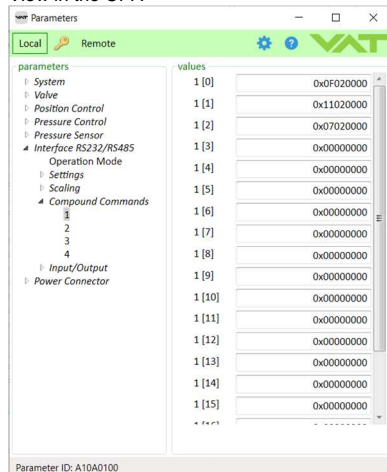 Parameters
Local Remote VAT
parameters
System
Valve
Position Control
Pressure Control
Pressure Sensor
Interface RS232/RS485
Operation Mode
Settings
Scaling
Compound Commands
1
2
3
4
Input/Output
Power Connector
values
1 [0] 0x0F020000
1 [1] 0x11020000
1 [2] 0x07020000
1 [3] 0x00000000
1 [4] 0x00000000
1 [5] 0x00000000
1 [6] 0x00000000
1 [7] 0x00000000
1 [8] 0x00000000
1 [9] 0x00000000
1 [10] 0x00000000
1 [11] 0x00000000
1 [12] 0x00000000
1 [13] 0x00000000
1 [14] 0x00000000
1 [15] 0x00000000
Parameter ID: A10A0100